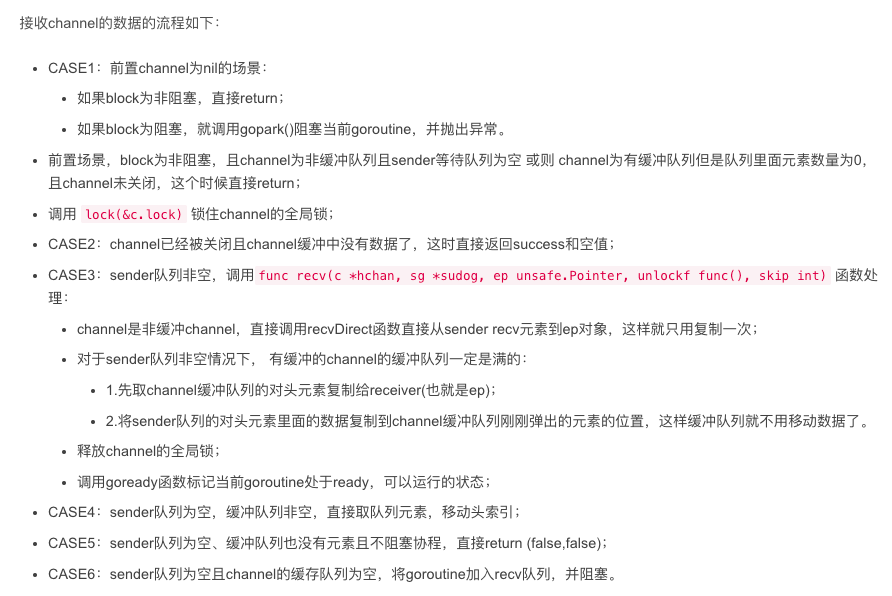 接收channel的数据的流程如下：
CASE1：前置channel为nil的场景：
如果block为非阻塞，直接return；
如果block为阻塞，就调用gopark()阻塞当前goroutine，并抛出异常。
前置场景，block为非阻塞，且channel为非缓冲队列且sender等待队列为空 或则 channel为有缓冲队列但是队列里面元素数量为0，
且channel未关闭，这个时候直接return；
调用 lock(&c.lock) 锁住channel的全局锁；
CASE2：channel已经被关闭且channel缓冲中没有数据了，这时直接返回success和空值；
CASE3：sender队列非空，调用 func recv(c *hchan, sg *sudog, ep unsafe.Pointer, unlockf func(), skip int) 函数处
理：
channel是非缓冲channel，直接调用recvDirect函数直接从sender recv元素到ep对象，这样就只用复制一次；
对于sender队列非空情况下， 有缓冲的channel的缓冲队列一定是满的：
1.先取channel缓冲队列的对头元素复制给receiver(也就是ep)；
2.将sender队列的对头元素里面的数据复制到channel缓冲队列刚刚弹出的元素的位置，这样缓冲队列就不用移动数据了。
释放channel的全局锁；
调用goready函数标记当前goroutine处于ready，可以运行的状态；
CASE4：sender队列为空，缓冲队列非空，直接取队列元素，移动头索引；
CASE5：sender队列为空、缓冲队列也没有元素且不阻塞协程，直接return (false,false)；
CASE6：sender队列为空且channel的缓存队列为空，将goroutine加入recv队列，并阻塞。